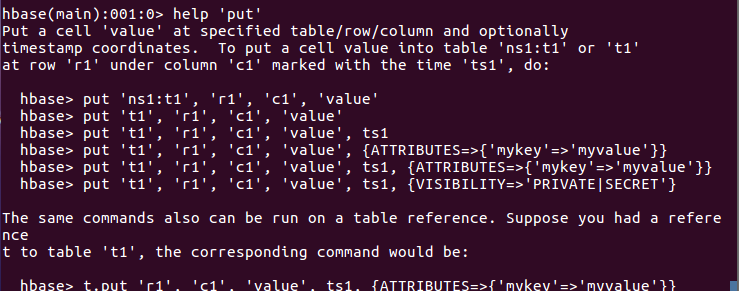 hbase(main):001:0> help 'put'
Put a cell 'value' at specified table/row/column and optionally
timestamp coordinates.  To put a cell value into table 'ns1:t1' or 't1'
at row 'r1' under column 'c1' marked with the time 'ts1', do:

  hbase> put 'ns1:t1', 'r1', 'c1', 'value'
  hbase> put 't1', 'r1', 'c1', 'value'
  hbase> put 't1', 'r1', 'c1', 'value', ts1
  hbase> put 't1', 'r1', 'c1', 'value', {ATTRIBUTES=>{'mykey'=>'myvalue'}}
  hbase> put 't1', 'r1', 'c1', 'value', ts1, {ATTRIBUTES=>{'mykey'=>'myvalue'}}
  hbase> put 't1', 'r1', 'c1', 'value', ts1, {VISIBILITY=>'PRIVATE|SECRET'}

The same commands also can be run on a table reference. Suppose you had a refere
nce
t to table 't1', the corresponding command would be:

  hbase> t.put 'r1', 'c1', 'value', ts1, {ATTRIBUTES=>{'mykey'=>'myvalue'}}